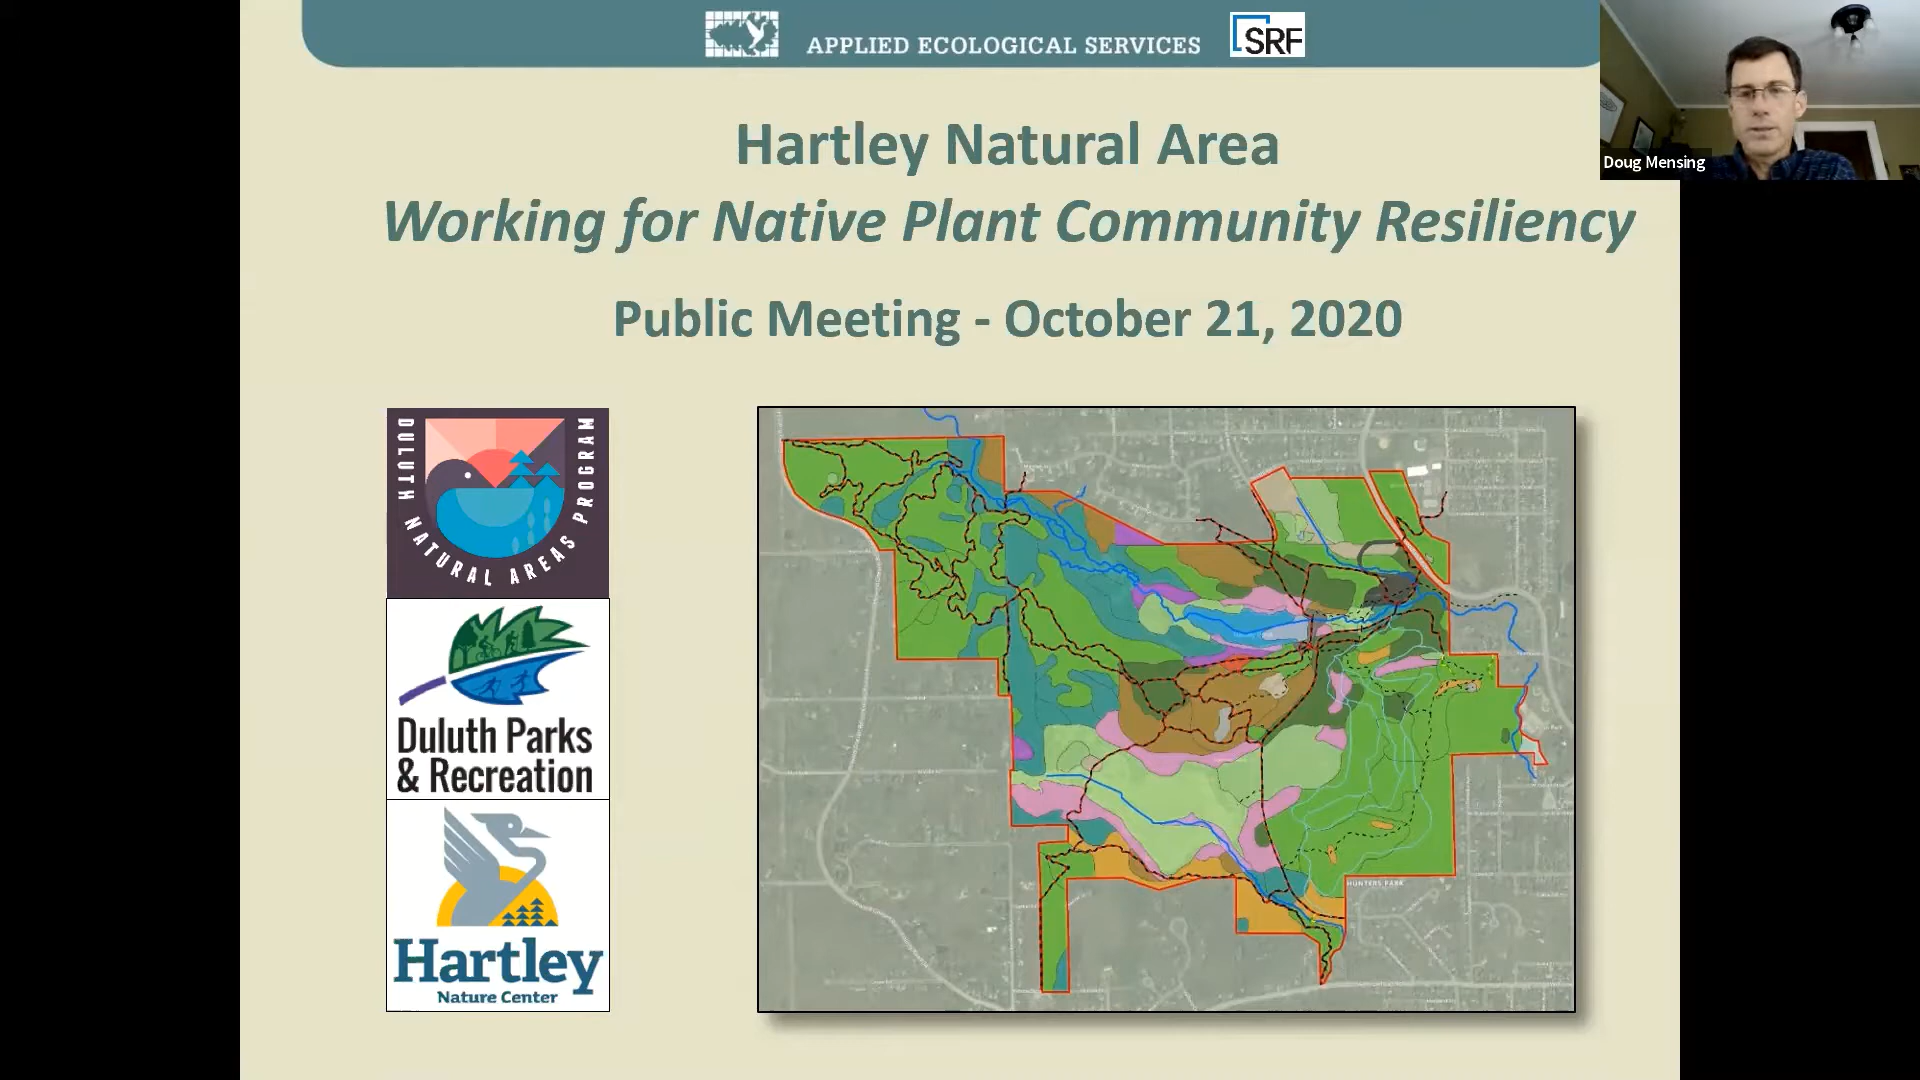 APPLIED ECOLOGICAL SERVICES
SRF
Doug Mensing
Hartley Natural Area
Working for Native Plant Community Resiliency
Public Meeting - October 21, 2020
DULUTH NATURAL AREAS PROGRAM
Duluth Parks
& Recreation
Hartley
Nature Center
HUNTERS PARK